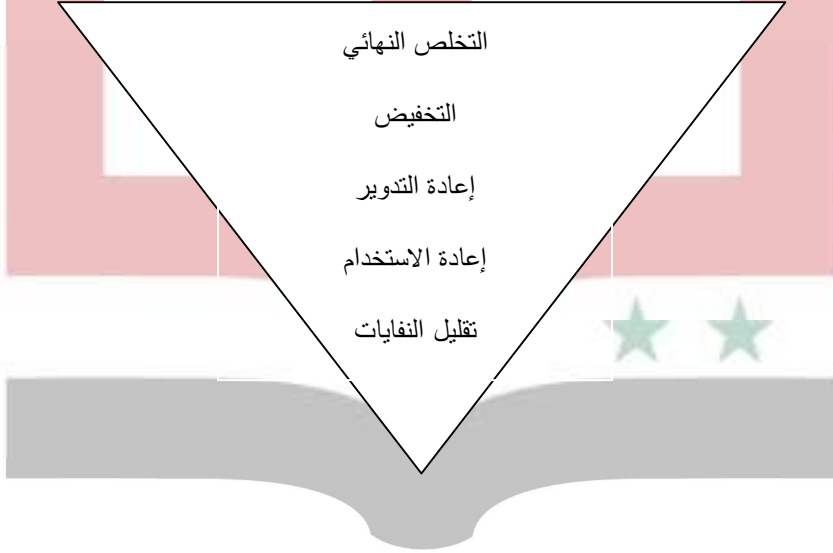 التخلص النهائي
التخفيض
إعادة التدوير
إعادة الاستخدام
تقليل النفايات